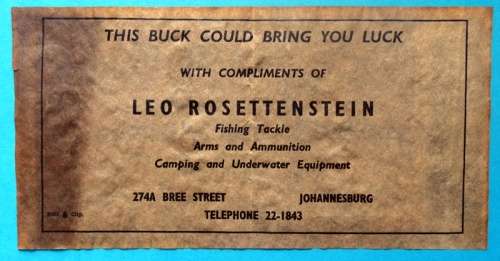 THIS BUCK COULD BRING YOU LUCK
WITH COMPLIMENTS OF
LEO ROSETTENSTEIN
Fishing Tackle
Arms and Ammunition
Camping and Underwater Equipment
274A BREE STREET JOHANNESBURG
TELEPHONE 22-1843